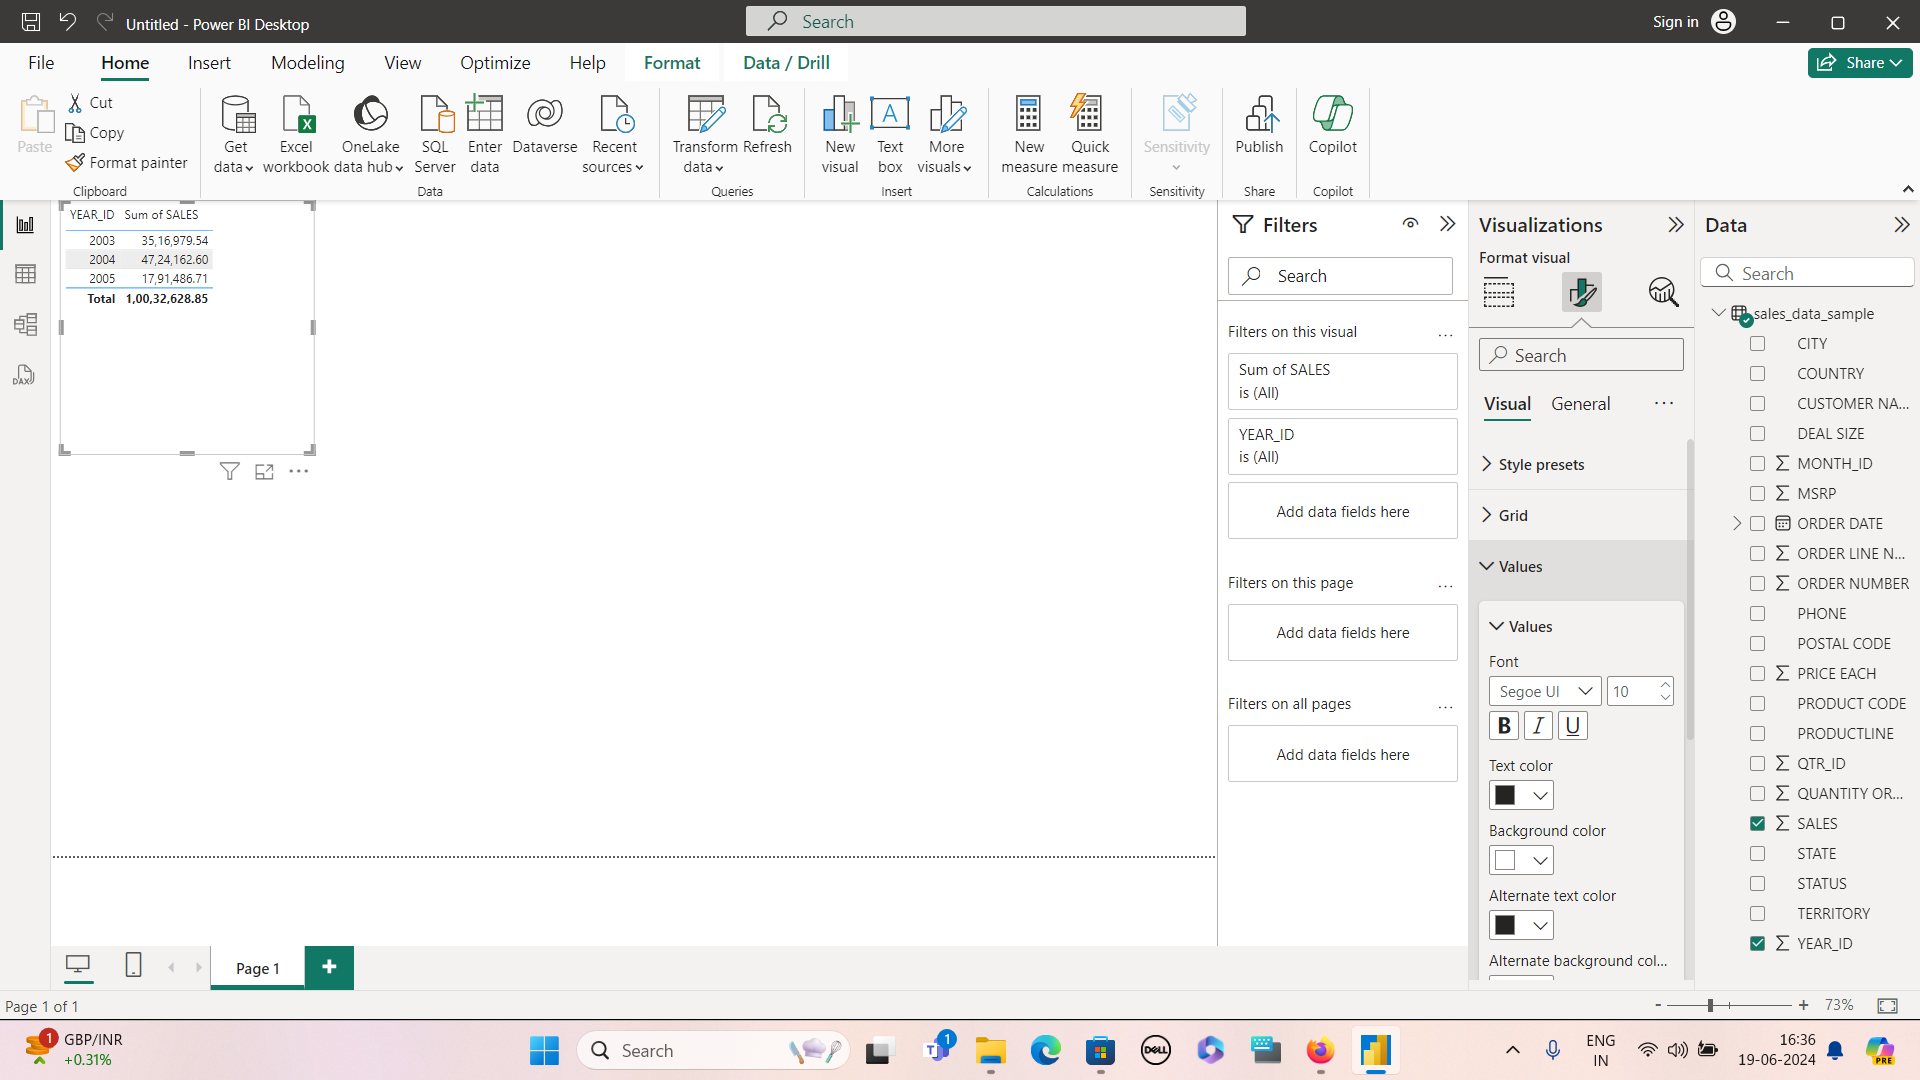 Untitled - Power BI Desktop
Search
Sign in
File
Home
Insert
Modeling
View
Optimize
Help
Format
Data / Drill
Share
Paste
Cut
Copy
Format painter
Clipboard
Get
data
Excel
workbook
OneLake
data hub
SQL
Server
Enter
data
Dataverse
Recent
sources
Data
Transform
data
Refresh
Queries
New
visual
A
Text
box
More
visuals
Insert
New
measure
Quick
measure
Calculations
Sensitivity
Sensitivity
Publish
Share
Copilot
Copilot
DAX
YEAR_ID Sum of SALES
2003 35,16,979.54
2004 47,24,162.60
2005 17,91,486.71
Total 1,00,32,628.85
Filters
Search
Filters on this visual ...
Sum of SALES
is (All)
YEAR_ID
is (All)
Add data fields here
Filters on this page ...
Add data fields here
Filters on all pages ...
Add data fields here
Visualizations
Format visual
Search
Visual General ...
Style presets
Grid
Values
Values
Font
Segoe UI 10
B I U
Text color
Background color
Alternate text color
Alternate background col...
Data
Search
sales_data_sample
CITY
COUNTRY
CUSTOMER NA...
DEAL SIZE
MONTH_ID
MSRP
ORDER DATE
ORDER LINE N...
ORDER NUMBER
PHONE
POSTAL CODE
PRICE EACH
PRODUCT CODE
PRODUCTLINE
QTR_ID
QUANTITY OR...
SALES
STATE
STATUS
TERRITORY
YEAR_ID
Page 1
+
Page 1 of 1
- + 73%
1
GBP/INR
+0.31%
Search
T
1
DELL
ENG
IN
16:36
19-06-2024
PRE